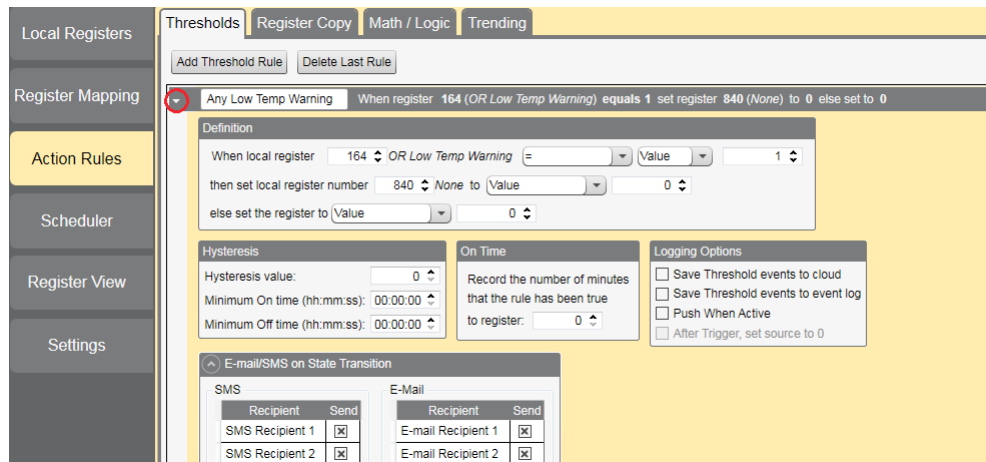 Local Registers
Register Mapping
Action Rules
Scheduler
Register View
Settings
Thresholds Register Copy Math / Logic Trending
Add Threshold Rule Delete Last Rule
Any Low Temp Warning When register 164 (OR Low Temp Warning) equals 1 set register 840 (None) to 0 else set to 0
Definition
When local register 164 OR Low Temp Warning = Value 1
then set local register number 840 None to Value 0
else set the register to Value 0
Hysteresis
Hysteresis value: 0
Minimum On time (hh:mm:ss): 00:00:00
Minimum Off time (hh:mm:ss): 00:00:00
On Time
Record the number of minutes
that the rule has been true
to register: 0
Logging Options
Save Threshold events to cloud
Save Threshold events to event log
Push When Active
After Trigger, set source to 0
E-mail/SMS on State Transition
SMS
Recipient Send
SMS Recipient 1
SMS Recipient 2
E-Mail
Recipient Send
E-mail Recipient 1
E-mail Recipient 2